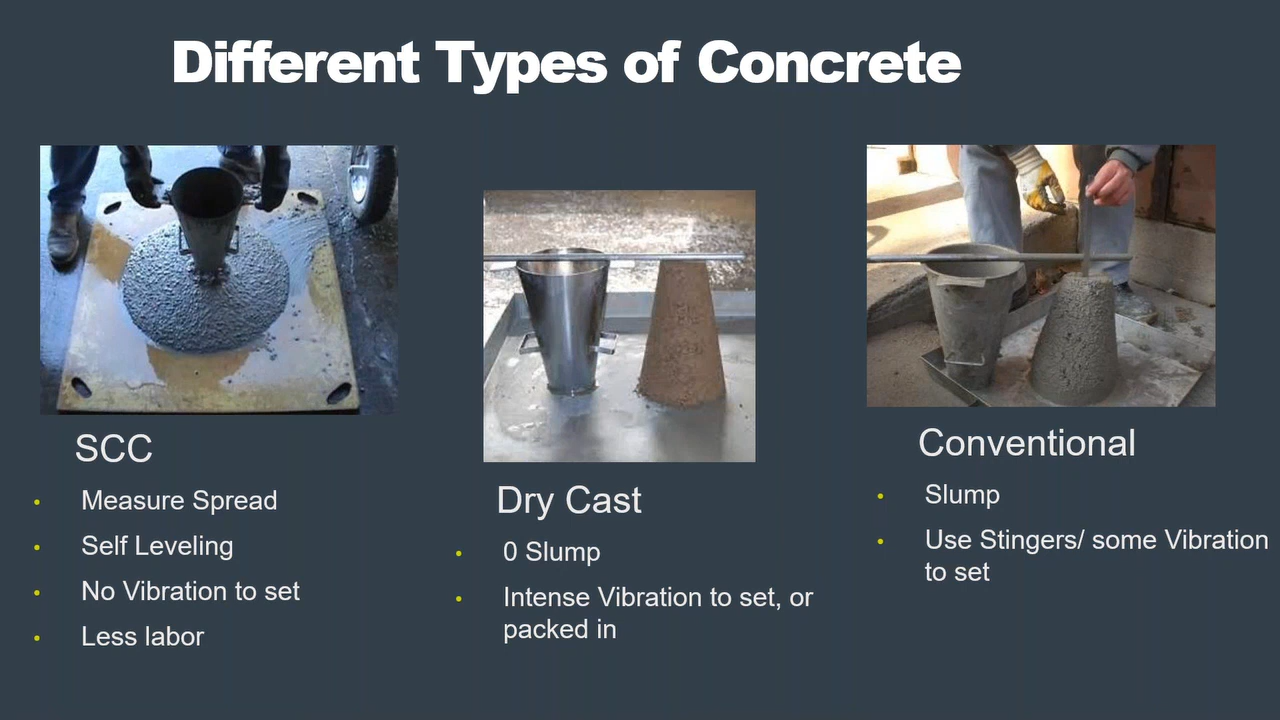 Different Types of Concrete
SCC
• Measure Spread
• Self Leveling
• No Vibration to set
• Less labor
Dry Cast
• 0 Slump
• Intense Vibration to set, or
packed in
Conventional
• Slump
• Use Stingers/ some Vibration
to set